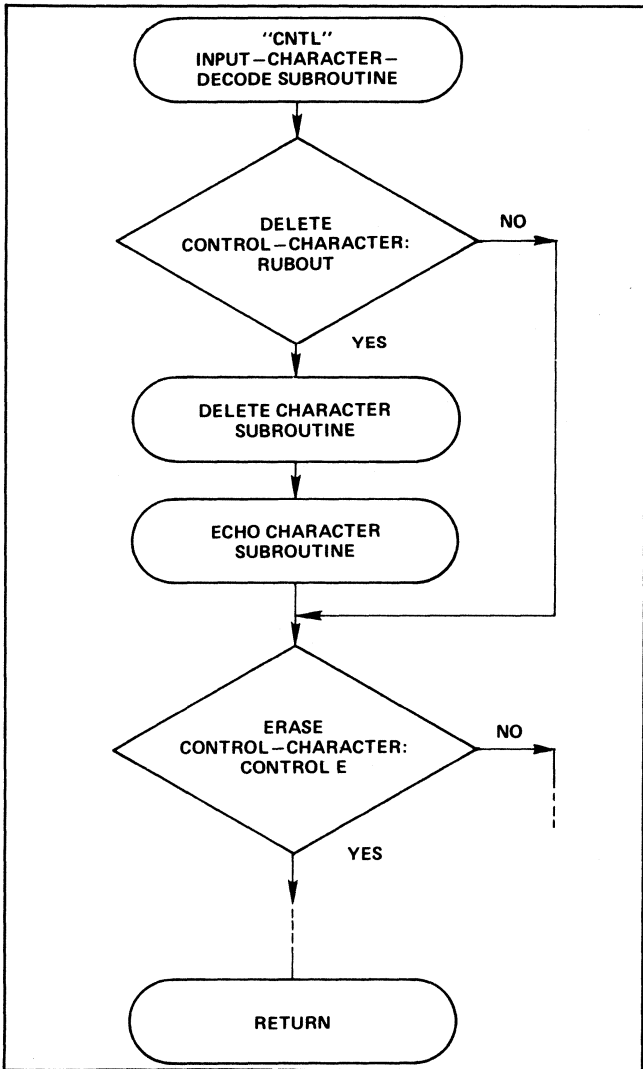 "CNTL"
INPUT–CHARACTER–
DECODE SUBROUTINE
DELETE
CONTROL–CHARACTER:
RUBOUT
NO
YES
DELETE CHARACTER
SUBROUTINE
ECHO CHARACTER
SUBROUTINE
ERASE
CONTROL–CHARACTER:
CONTROL E
NO
YES
RETURN